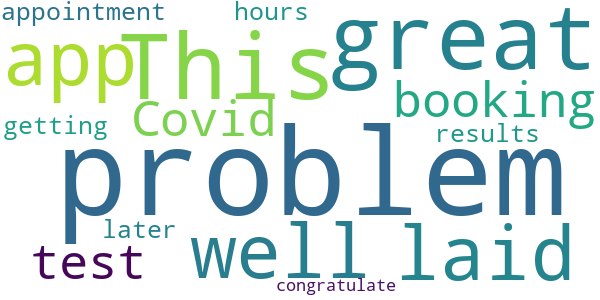 appointment hours
app This great
Covid booking
getting results
problem
later
test well laid
congratulate